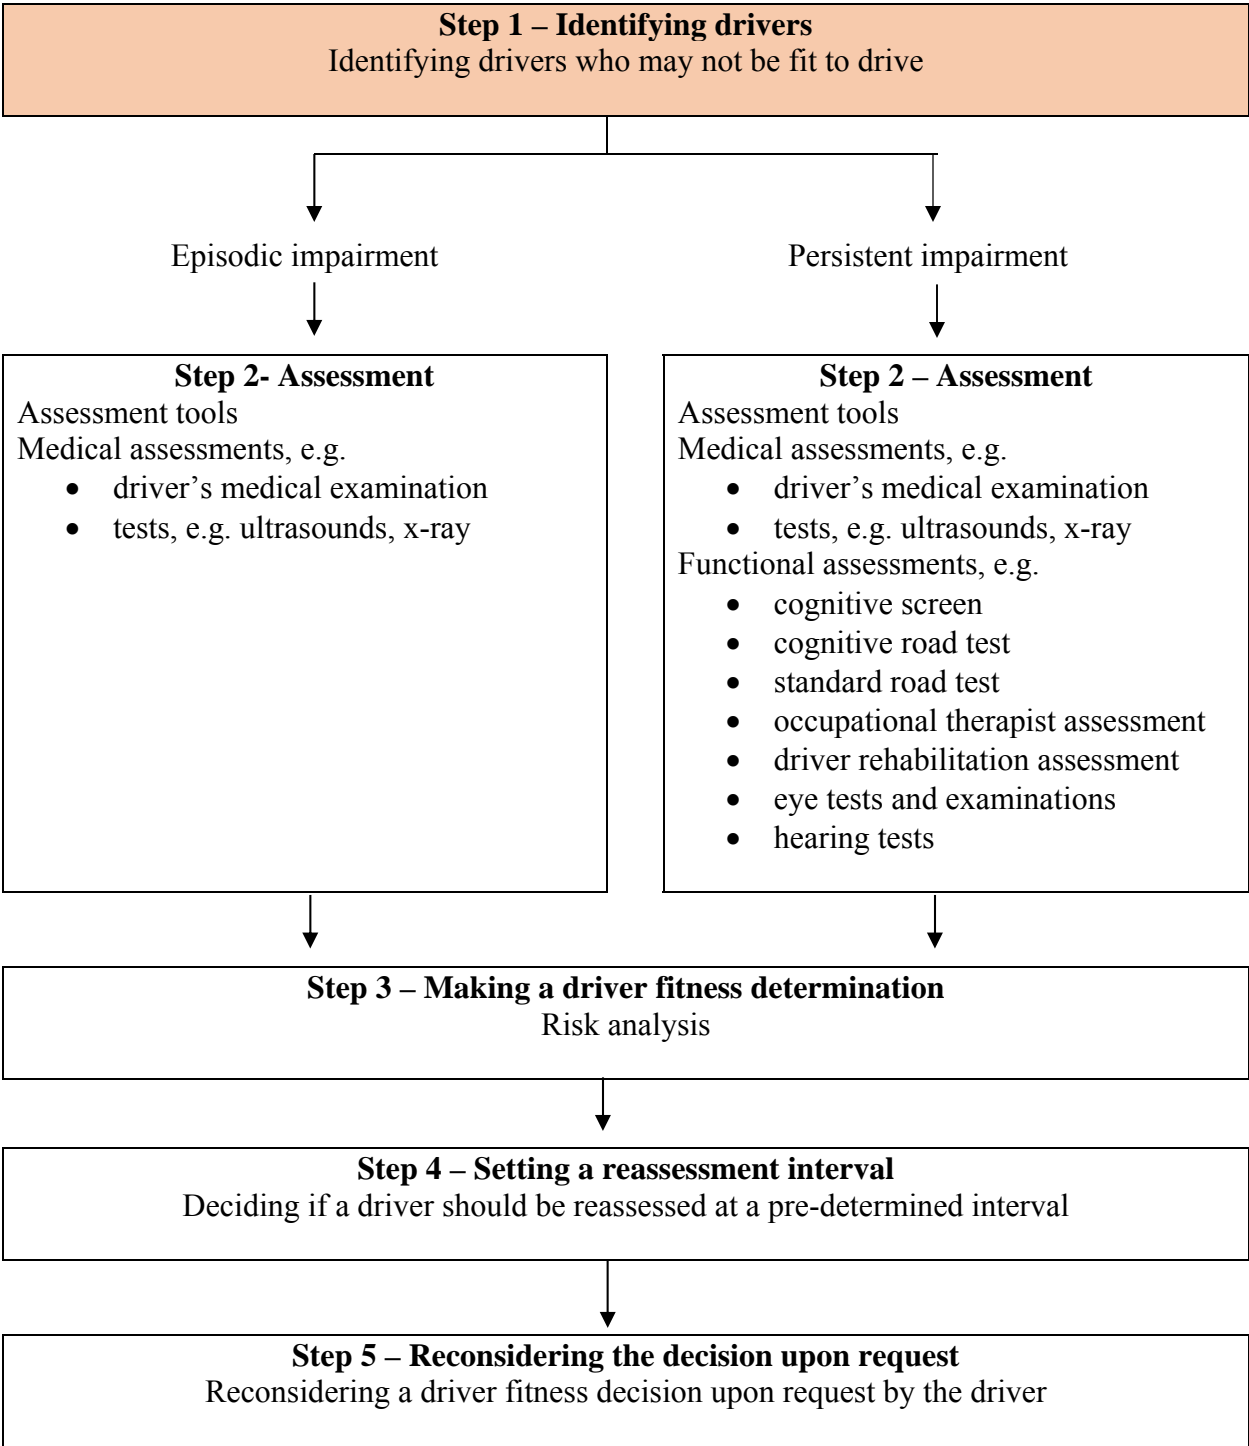 Step 1 – Identifying drivers
Identifying drivers who may not be fit to drive
Episodic impairment
Persistent impairment
Step 2- Assessment
Assessment tools
Medical assessments, e.g.
• driver’s medical examination
• tests, e.g. ultrasounds, x-ray
Step 2 – Assessment
Assessment tools
Medical assessments, e.g.
• driver’s medical examination
• tests, e.g. ultrasounds, x-ray
Functional assessments, e.g.
• cognitive screen
• cognitive road test
• standard road test
• occupational therapist assessment
• driver rehabilitation assessment
• eye tests and examinations
• hearing tests
Step 3 – Making a driver fitness determination
Risk analysis
Step 4 – Setting a reassessment interval
Deciding if a driver should be reassessed at a pre-determined interval
Step 5 – Reconsidering the decision upon request
Reconsidering a driver fitness decision upon request by the driver